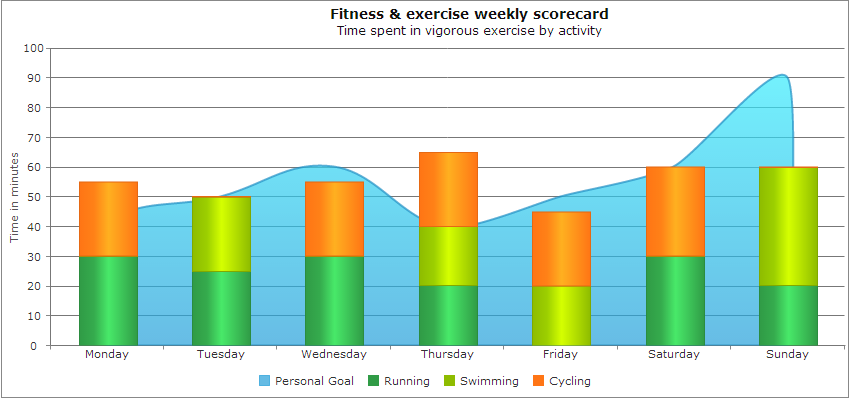 Fitness & exercise weekly scorecard
Time spent in vigorous exercise by activity
Time in minutes
100
90
80
70
60
50
40
30
20
10
0
Monday Tuesday Wednesday Thursday Friday Saturday Sunday
Personal Goal Running Swimming Cycling